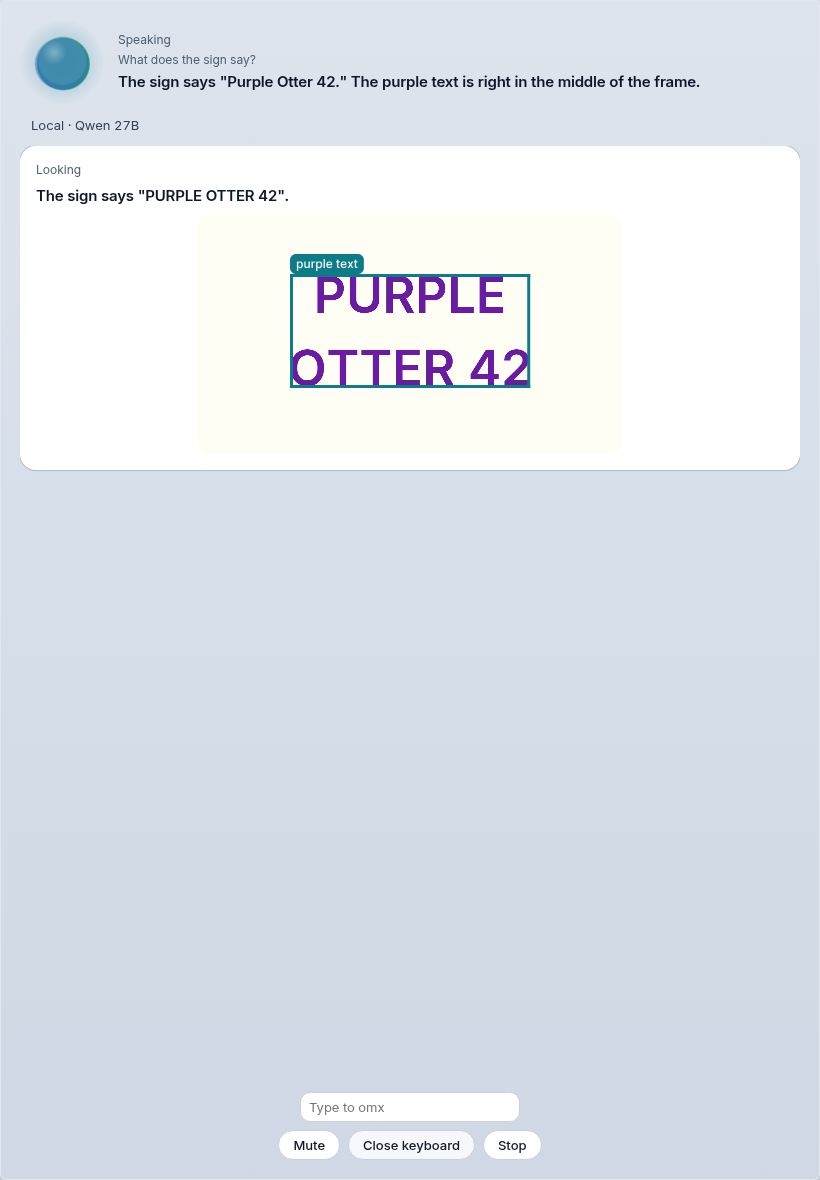 Speaking
What does the sign say?
The sign says "Purple Otter 42." The purple text is right in the middle of the frame.
Local · Qwen 27B
Looking
The sign says "PURPLE OTTER 42".
purple text
PURPLE
OTTER 42
Type to omx
Mute Close keyboard Stop